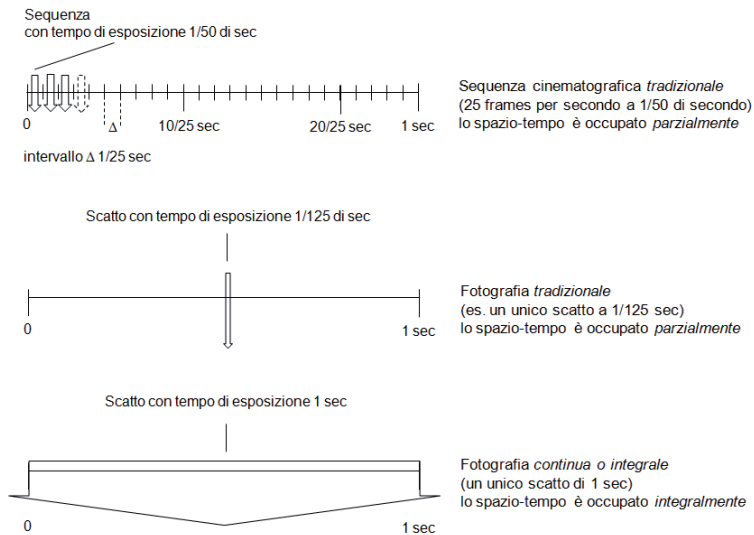 Sequenza
con tempo di esposizione 1/50 di sec
0
Δ
10/25 sec
20/25 sec
1 sec
intervallo Δ 1/25 sec
Sequenza cinematografica tradizionale
(25 frames per secondo a 1/50 di secondo)
lo spazio-tempo è occupato parzialmente
Scatto con tempo di esposizione 1/125 di sec
0
1 sec
Fotografia tradizionale
(es. un unico scatto a 1/125 sec)
lo spazio-tempo è occupato parzialmente
Scatto con tempo di esposizione 1 sec
0
1 sec
Fotografia continua o integrale
(un unico scatto di 1 sec)
lo spazio-tempo è occupato integralmente